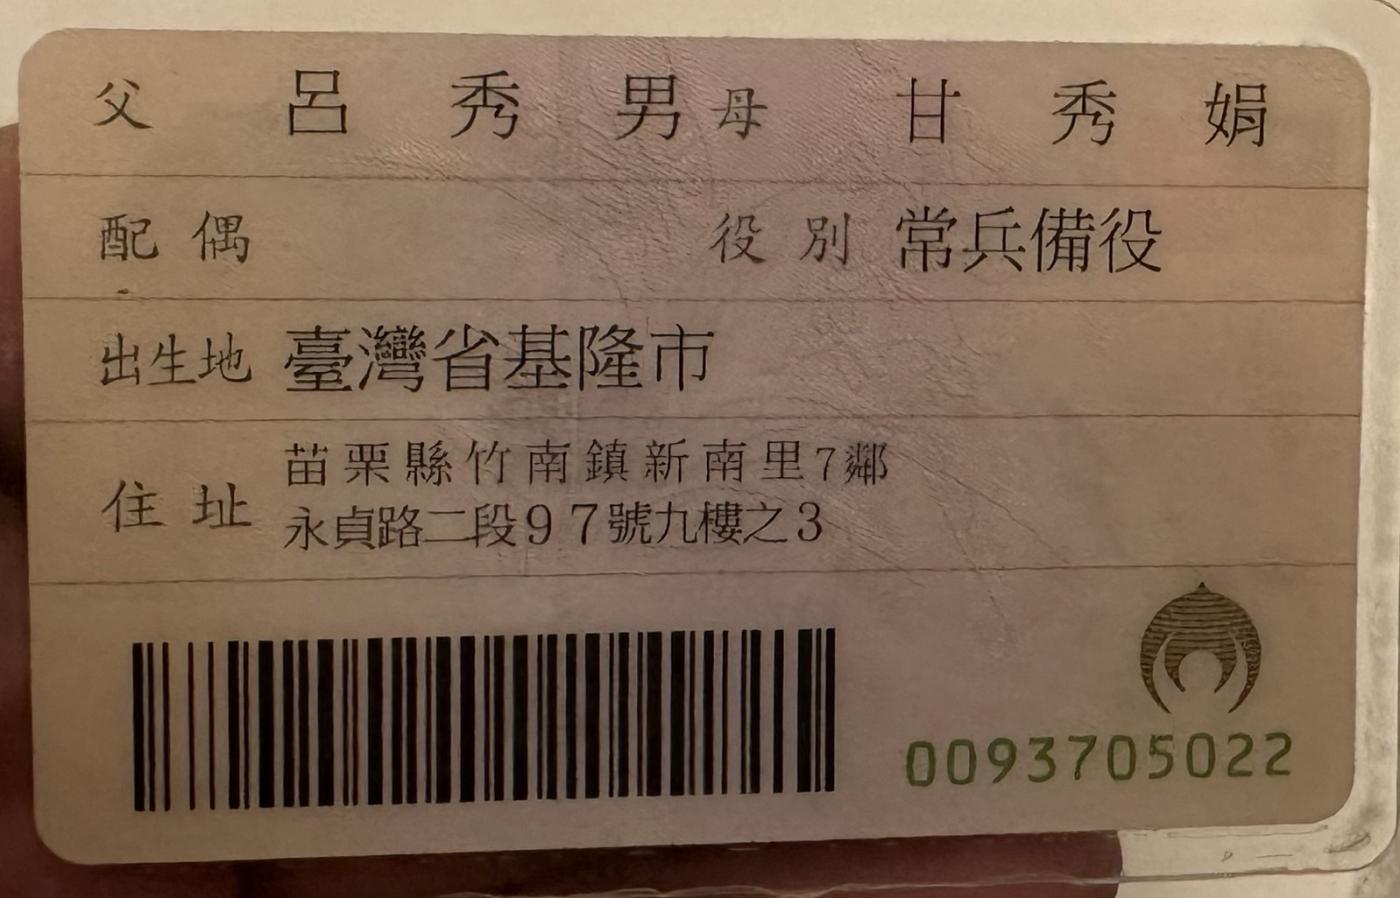 父 呂秀男 母 甘秀娟
配偶 役別 常兵備役
出生地 臺灣省基隆市
住址 苗栗縣竹南鎮新南里7鄰
永貞路二段97號九樓之3
0093705022